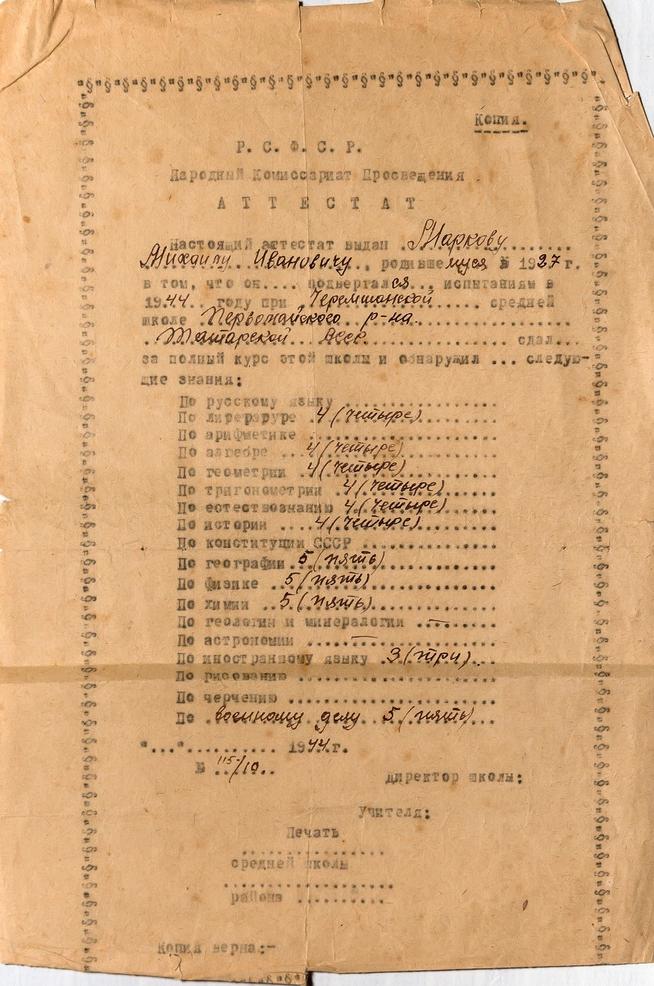 Копия.
Р. С. Ф. С. Р.
Народный Комиссариат Просвещения
АТТЕСТАТ
Настоящий аттестат выдан Маркову
Михаилу Ивановичу, родившемуся в 1927 г.
в том, что он.... подвергался.. испытаниям в
1944.. году при Черемшанской средней
школе Первомайского р-на.
Татарской АССР сдал...
за полный курс этой школы и обнаружил ... следую-
щие знания:
По русскому языку
По литературе 4 (четыре)
По арифметике
По алгебре 4 (четыре)
По геометрии 4 (четыре)
По тригонометрии 4 (четыре)
По естествознанию 4 (четыре)
По истории 4 (четыре)
По конституции СССР
По географии 5 (пять)
По физике 5 (пять)
По химии 5 (пять)
По геологии и минералогии —
По астрономии —
По иностранному языку 3 (три)
По рисованию
По черчению
По военному делу 5 (пять)
"...".......... 1944 г.
№ 115/10..
Директор школы:
Учителя:
Печать
средней школы
района
Копия верна:-